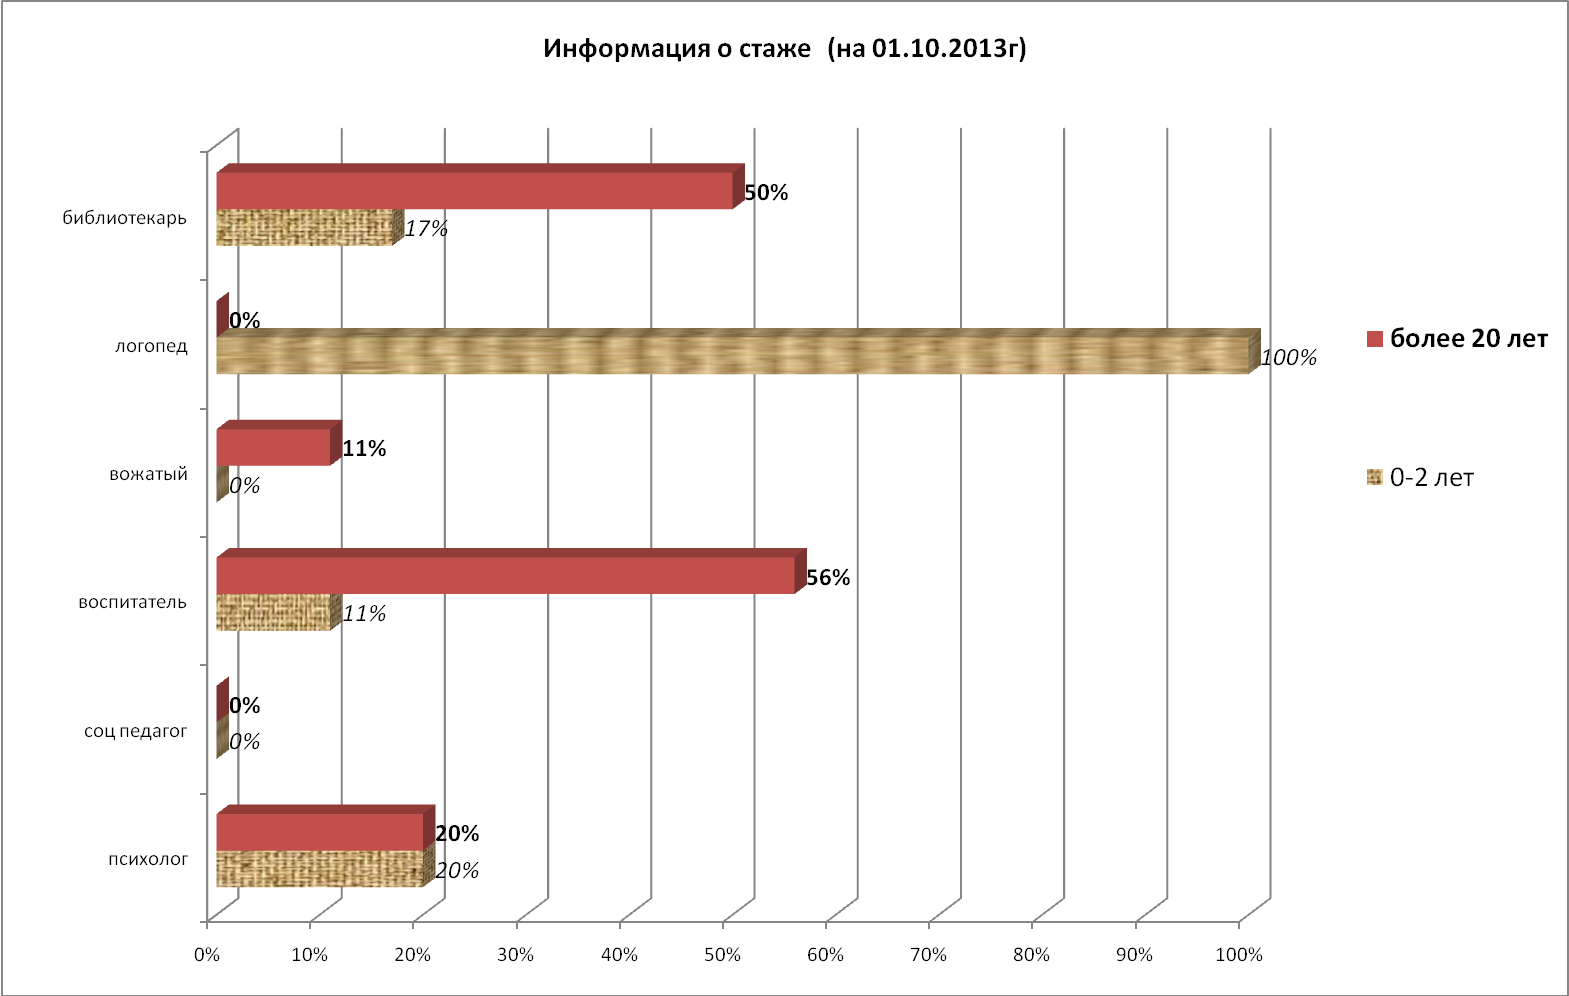 Информация о стаже (на 01.10.2013г)
библиотекарь
50%
17%
логопед
0%
100%
вожатый
11%
0%
воспитатель
56%
11%
соц педагог
0%
0%
психолог
20%
20%
0% 10% 20% 30% 40% 50% 60% 70% 80% 90% 100%
более 20 лет
0-2 лет